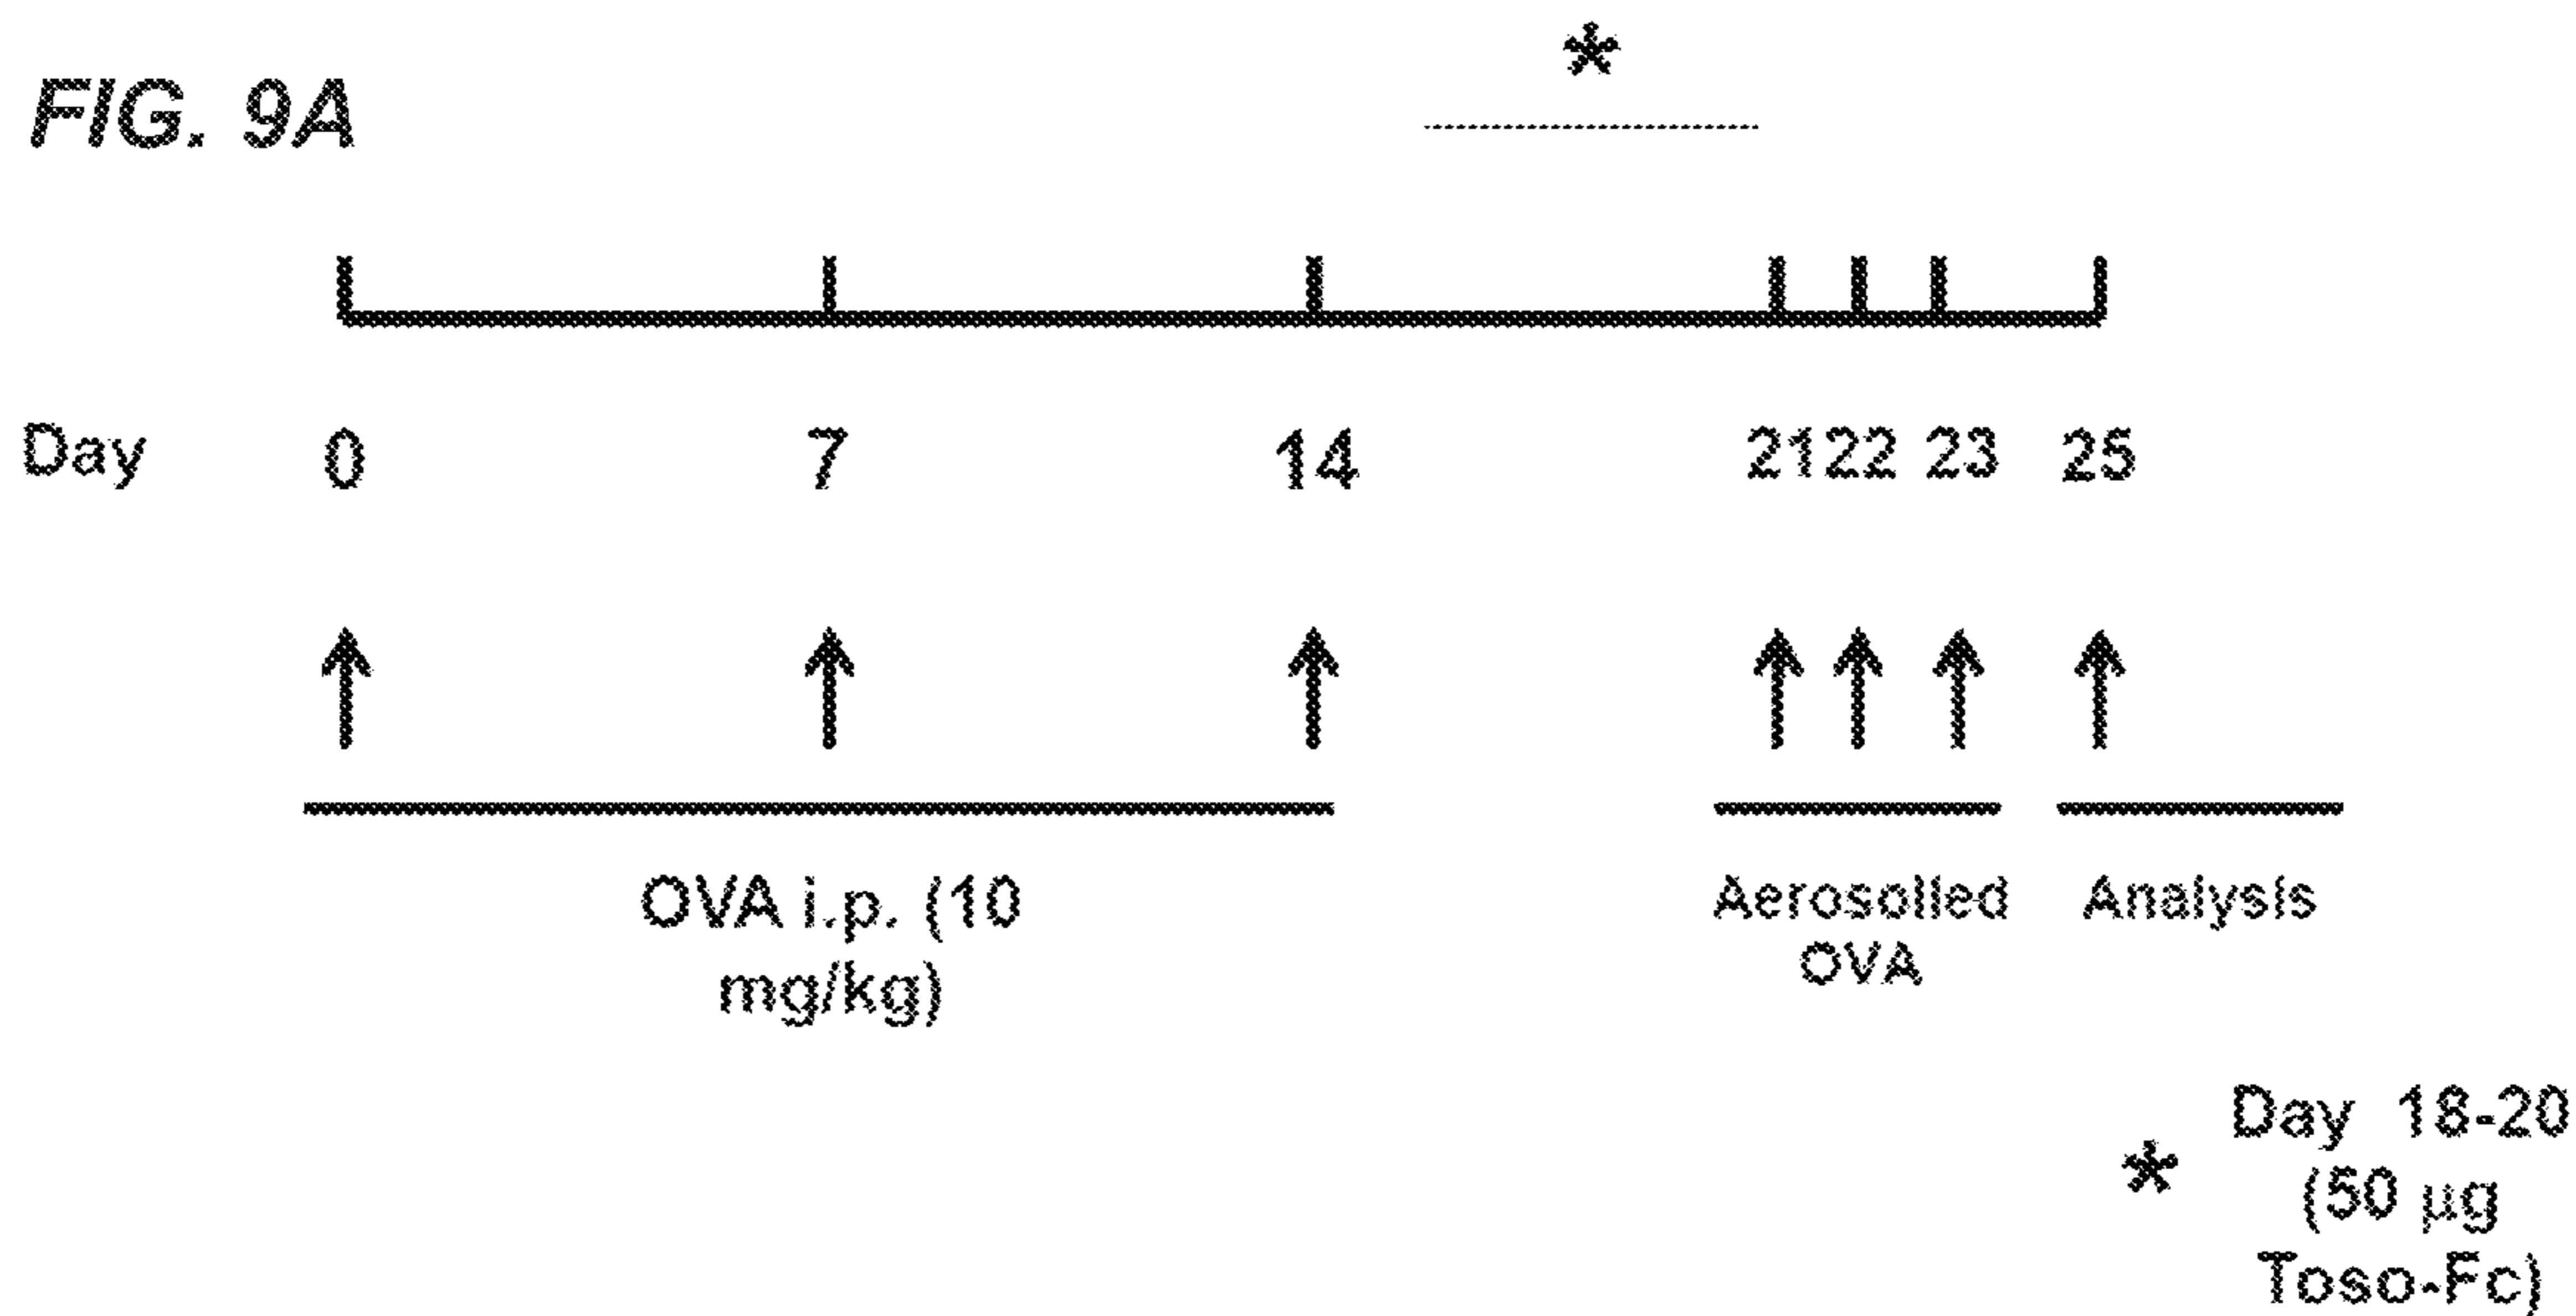 *
FIG. 9A
Day 0 7 14 21 22 23 25
OVA i.p. (10
mg/kg)
Aerosolled
OVA
Analysis
* Day 18-20
(50 µg
Toso-Fc)